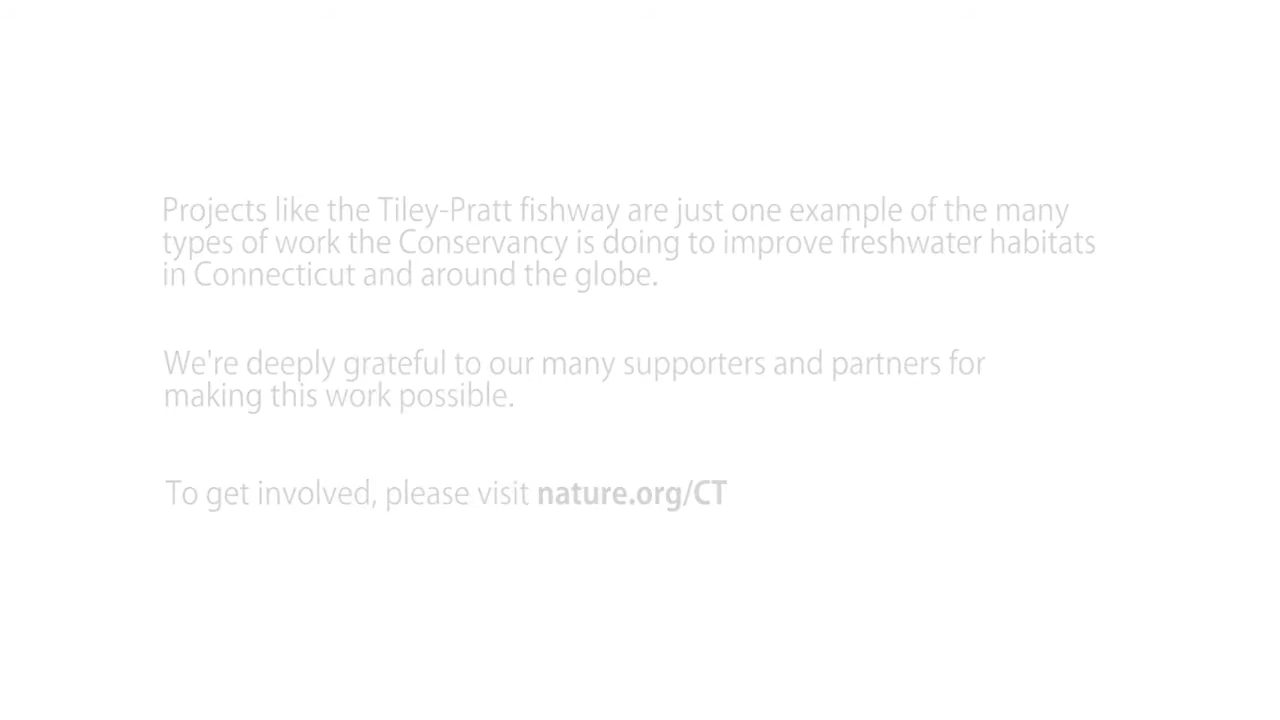 Projects like the Tiley-Pratt fishway are just one example of the many
types of work the Conservancy is doing to improve freshwater habitats
in Connecticut and around the globe.
We're deeply grateful to our many supporters and partners for
making this work possible.
To get involved, please visit nature.org/CT